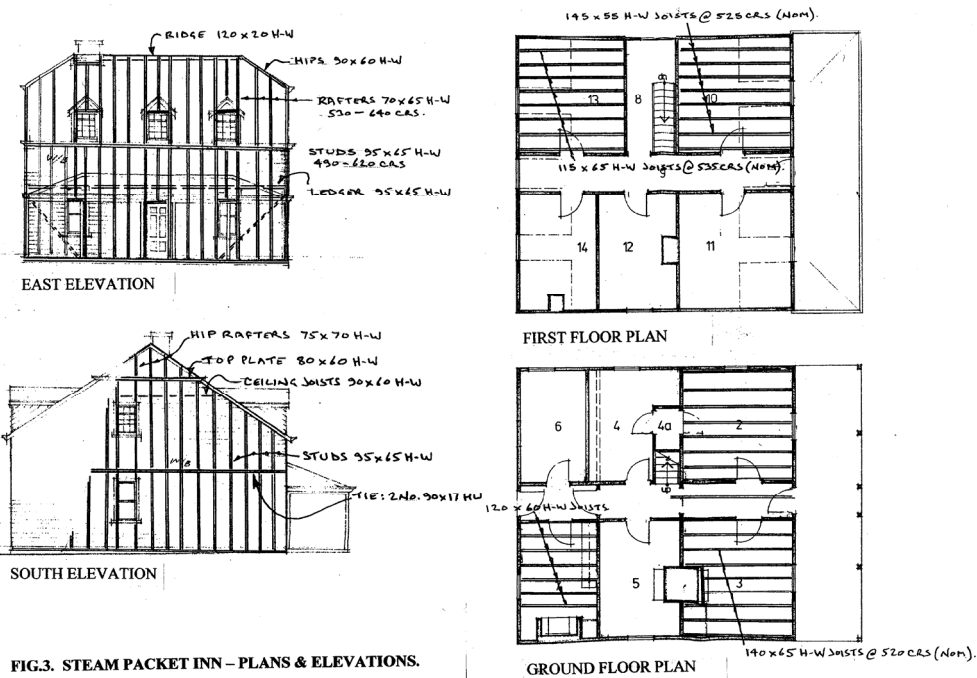 RIDGE 120 x 20 H-W
HIPS 90x60 H-W
RAFTERS 70x65 H-W
530 – 640 CRS.
STUDS 95x65 H-W
490-620 CRS
LEDGER 95x65 H-W
W/B
EAST ELEVATION
HIP RAFTERS 75x70 H-W
TOP PLATE 80x60 H-W
CEILING JOISTS 90x60 H-W
W/B
STUDS 95x65 H-W
TIE: 2 NO. 90x17 HW
SOUTH ELEVATION
FIG.3. STEAM PACKET INN – PLANS & ELEVATIONS.
145 x 55 H-W JOISTS @ 525 CRS (NOM).
13
8
10
115 x 65 H-W JOISTS @ 535 CRS (NOM).
14
12
11
FIRST FLOOR PLAN
6
4
4a
2
120 x 60 H-W JOISTS
5
3
140 x 65 H-W JOISTS @ 520 CRS (NOM).
GROUND FLOOR PLAN